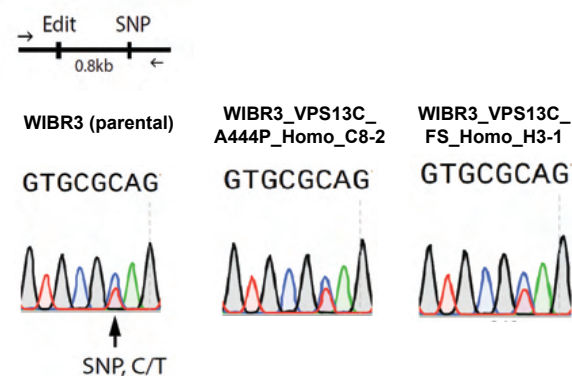 Edit SNP
0.8kb
WIBR3 (parental)
WIBR3_VPS13C_
A444P_Homo_C8-2
WIBR3_VPS13C_
FS_Homo_H3-1
GTGCGCAG
GTGCGCAG
GTGCGCAG
SNP, C/T